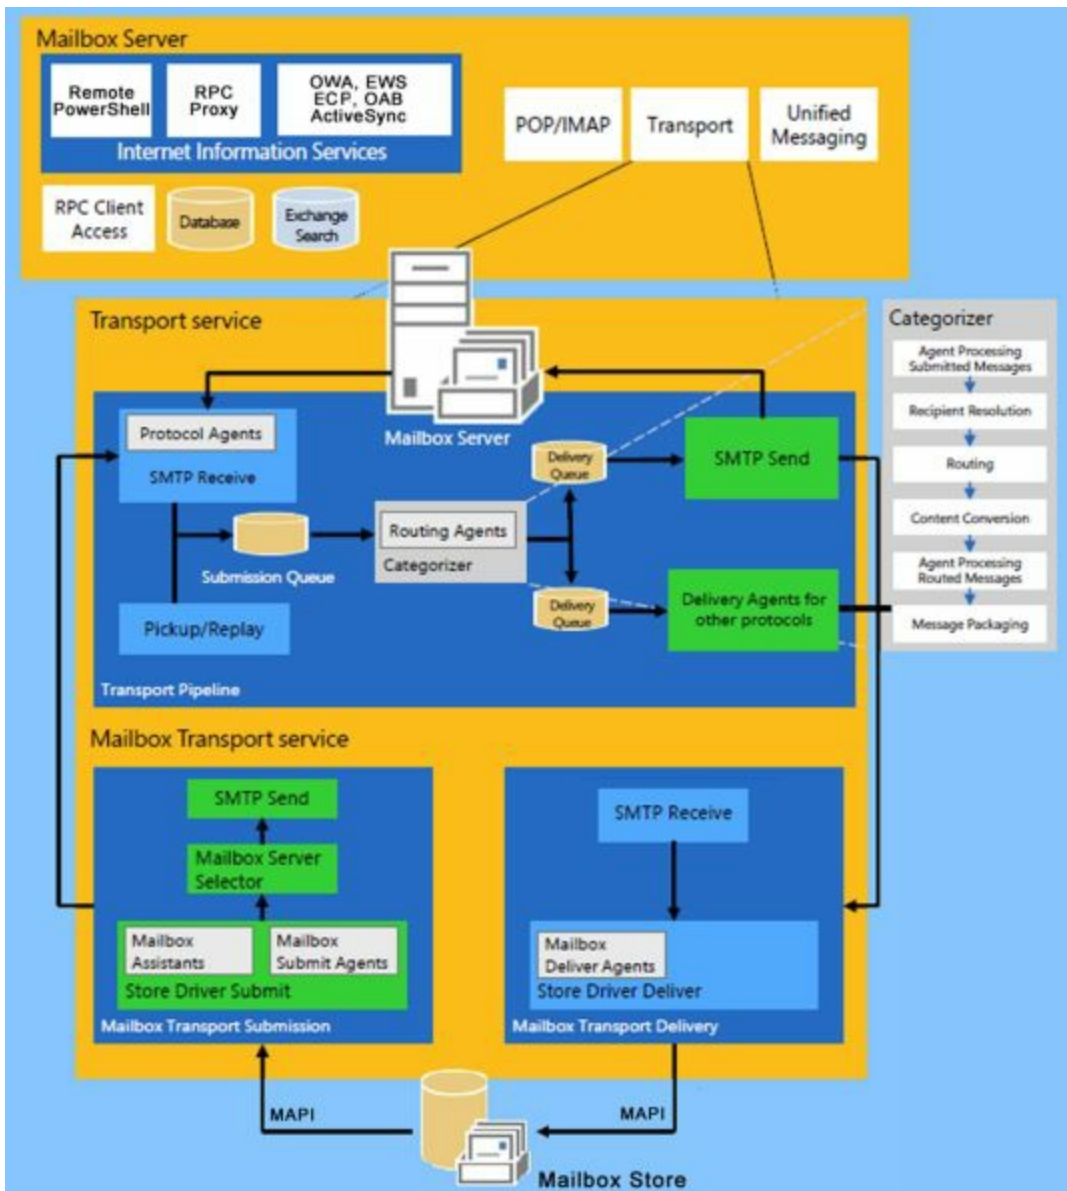 Mailbox Server
Remote
PowerShell
RPC
Proxy
OWA, EWS
ECP, OAB
ActiveSync
Internet Information Services
POP/IMAP
Transport
Unified
Messaging
RPC Client
Access
Database
Exchange
Search
Transport service
Mailbox Server
Protocol Agents
SMTP Receive
Submission Queue
Pickup/Replay
Routing Agents
Categorizer
Delivery
Queue
Delivery
Queue
SMTP Send
Delivery Agents for
other protocols
Transport Pipeline
Categorizer
Agent Processing
Submitted Messages
Recipient Resolution
Routing
Content Conversion
Agent Processing
Routed Messages
Message Packaging
Mailbox Transport service
SMTP Send
Mailbox Server
Selector
Mailbox
Assistants
Mailbox
Submit Agents
Store Driver Submit
Mailbox Transport Submission
SMTP Receive
Mailbox
Deliver Agents
Store Driver Deliver
Mailbox Transport Delivery
MAPI
MAPI
Mailbox Store